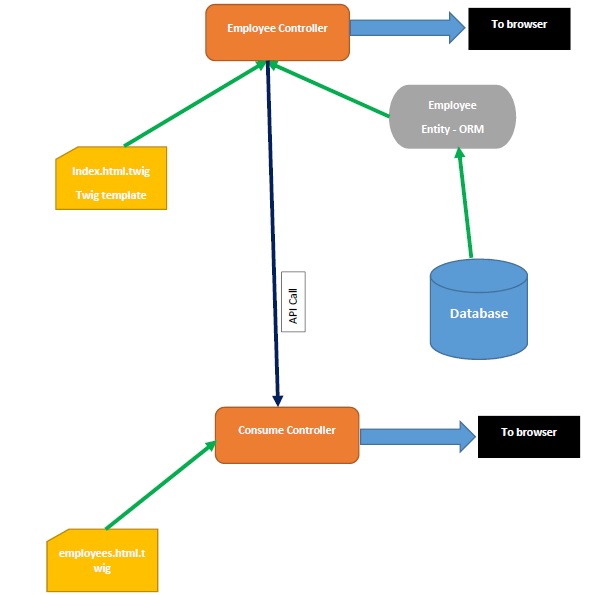 Employee Controller
To browser
Employee
Entity - ORM
Index.html.twig
Twig template
API Call
Database
Consume Controller
To browser
employees.html.t
wig